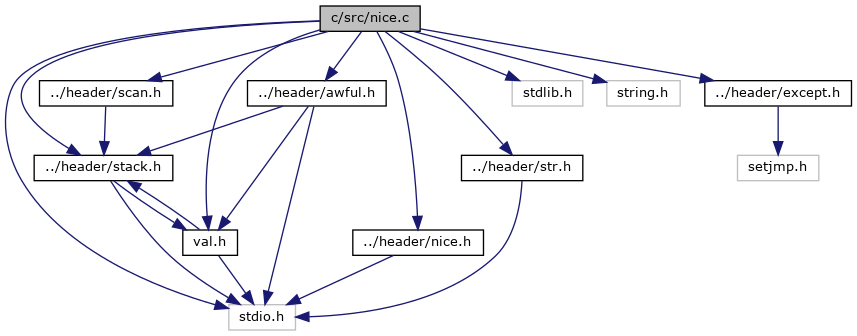 c/src/nice.c
../header/scan.h
../header/awful.h
stdlib.h
string.h
../header/except.h
../header/stack.h
../header/str.h
setjmp.h
val.h
../header/nice.h
stdio.h